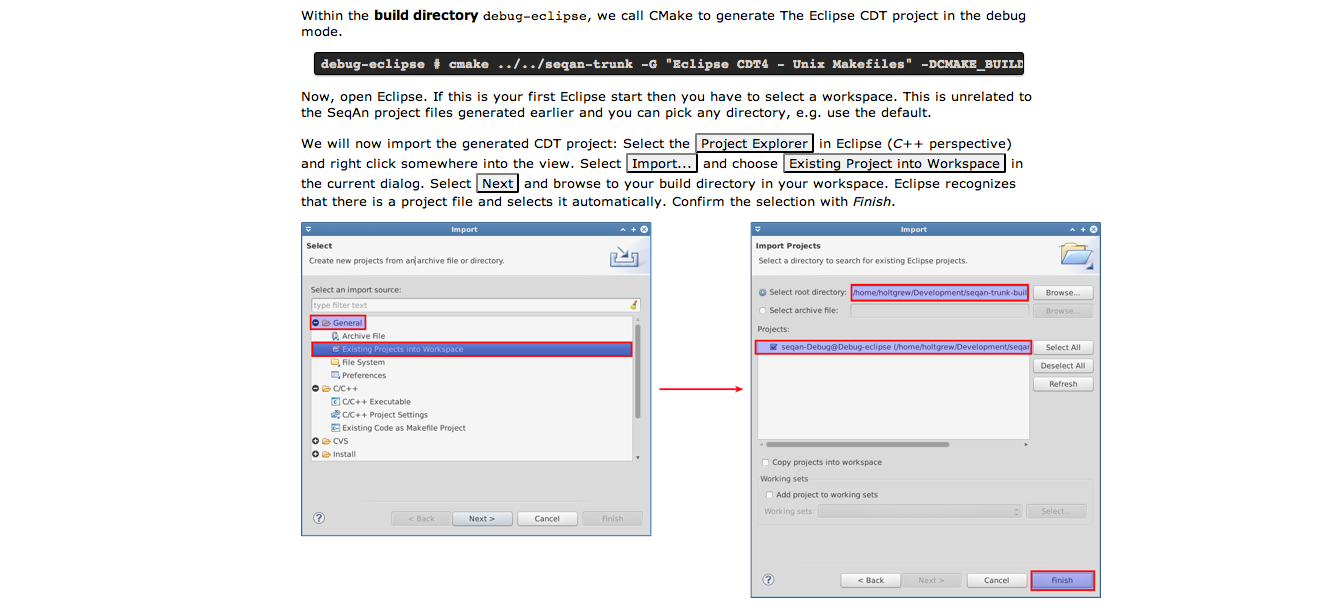 Within the build directory debug-eclipse, we call CMake to generate The Eclipse CDT project in the debug
mode.
debug-eclipse # cmake ../../seqan-trunk -G "Eclipse CDT4 - Unix Makefiles" -DCMAKE_BUILD
Now, open Eclipse. If this is your first Eclipse start then you have to select a workspace. This is unrelated to
the SeqAn project files generated earlier and you can pick any directory, e.g. use the default.
We will now import the generated CDT project: Select the Project Explorer in Eclipse (C++ perspective)
and right click somewhere into the view. Select Import... and choose Existing Project into Workspace in
the current dialog. Select Next and browse to your build directory in your workspace. Eclipse recognizes
that there is a project file and selects it automatically. Confirm the selection with Finish.
Import
Select
Create new projects from an archive file or directory.
Select an import source:
type filter text
General
Archive File
Existing Projects into Workspace
File System
Preferences
C/C++
C/C++ Executable
C/C++ Project Settings
Existing Code as Makefile Project
CVS
Install
?
< Back
Next >
Cancel
Finish
Import
Import Projects
Select a directory to search for existing Eclipse projects.
Select root directory: /home/holtgrew/Development/seqan-trunk-buil Browse...
Select archive file: Browse...
Projects:
seqan-Debug@Debug-eclipse (/home/holtgrew/Development/seqan Select All
Deselect All
Refresh
Copy projects into workspace
Working sets
Add project to working sets
Working sets: Select...
?
< Back
Next >
Cancel
Finish